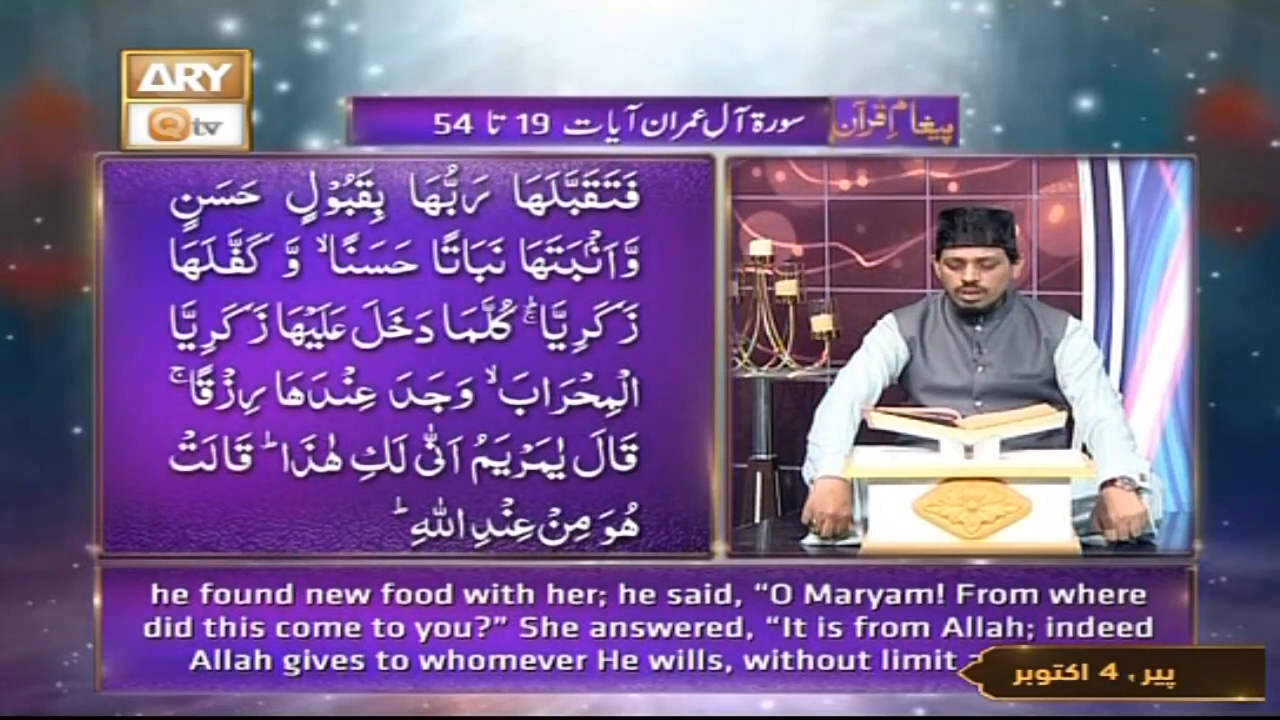 ARY
Qtv
پیغامِ قرآن
سورۃ آل عمران آیات 19 تا 54
فَتَقَبَّلَهَا رَبُّهَا بِقَبُوْلٍ حَسَنٍ
وَّاَنْۢبَتَهَا نَبَاتًا حَسَنًا ۙ وَّ كَفَّلَهَا
زَكَرِيَّا ۚؕ كُلَّمَا دَخَلَ عَلَيْهَا زَكَرِيَّا
الْمِحْرَابَ ۙ وَجَدَ عِنْدَهَا رِزْقًا ۚ
قَالَ يٰمَرْيَمُ اَنّٰى لَكِ هٰذَا ؕ قَالَتْ
هُوَ مِنْ عِنْدِ اللّٰهِ ؕ
he found new food with her; he said, “O Maryam! From where
did this come to you?” She answered, “It is from Allah; indeed
Allah gives to whomever He wills, without limit
پیر، 4 اکتوبر